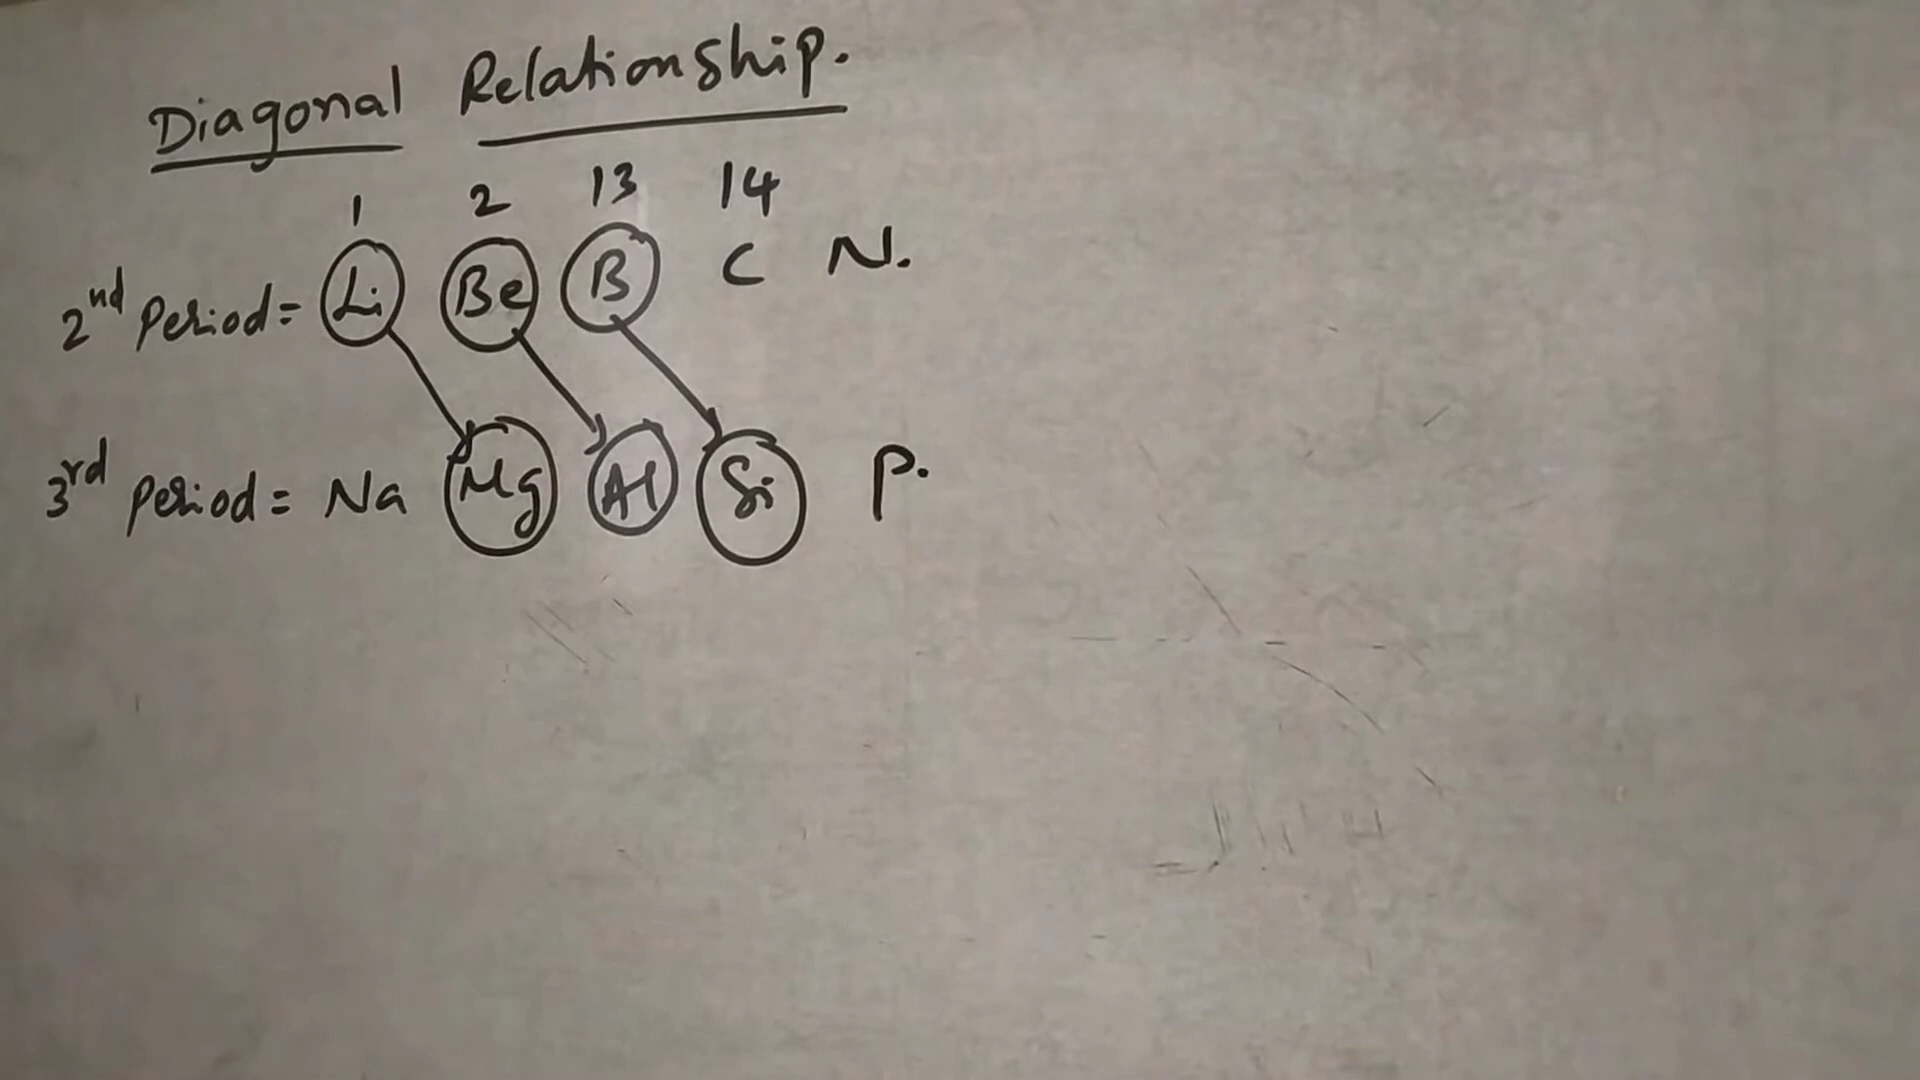 Diagonal Relationship.
1 2 13 14
2nd Period = Li Be B C N.
3rd Period = Na Mg Al Si P.